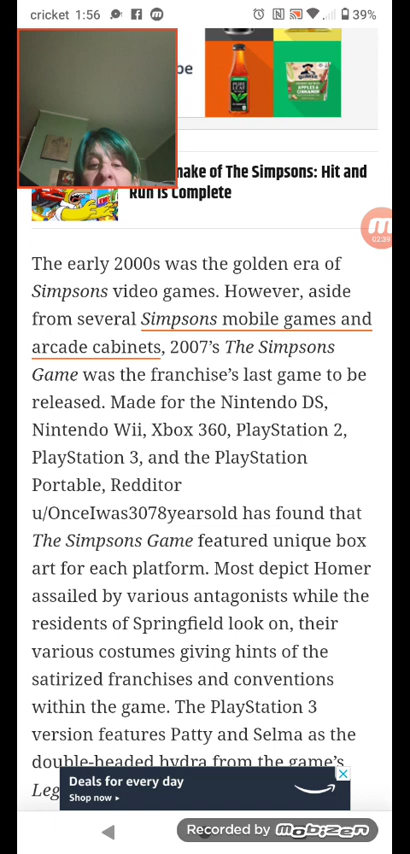 cricket 1:56
39%
be
APPLES & CINNAMON
make of The Simpsons: Hit and
Run is Complete
02:39
The early 2000s was the golden era of
Simpsons video games. However, aside
from several Simpsons mobile games and
arcade cabinets, 2007’s The Simpsons
Game was the franchise’s last game to be
released. Made for the Nintendo DS,
Nintendo Wii, Xbox 360, PlayStation 2,
PlayStation 3, and the PlayStation
Portable, Redditor
u/OnceIwas3078yearsold has found that
The Simpsons Game featured unique box
art for each platform. Most depict Homer
assailed by various antagonists while the
residents of Springfield look on, their
various costumes giving hints of the
satirized franchises and conventions
within the game. The PlayStation 3
version features Patty and Selma as the
double-headed hydra from the game’s
Leg
Deals for every day
Shop now ▸
Recorded by mobizen